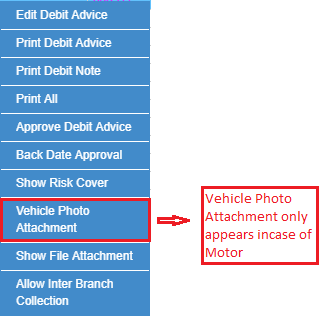 Edit Debit Advice
Print Debit Advice
Print Debit Note
Print All
Approve Debit Advice
Back Date Approval
Show Risk Cover
Vehicle Photo
Attachment
Show File Attachment
Allow Inter Branch
Collection
Vehicle Photo
Attachment only
appears incase of
Motor